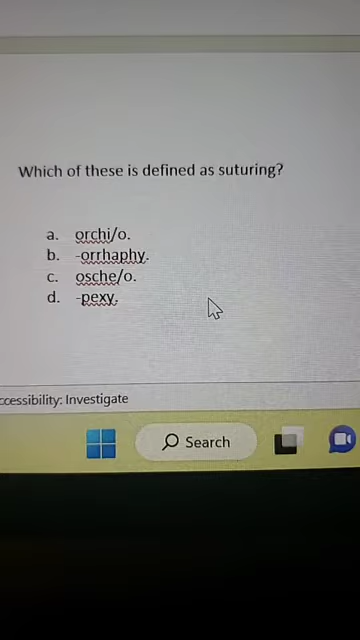 Which of these is defined as suturing?
a. orchi/o.
b. -orrhaphy.
c. osche/o.
d. -pexy.
ccessibility: Investigate
Search